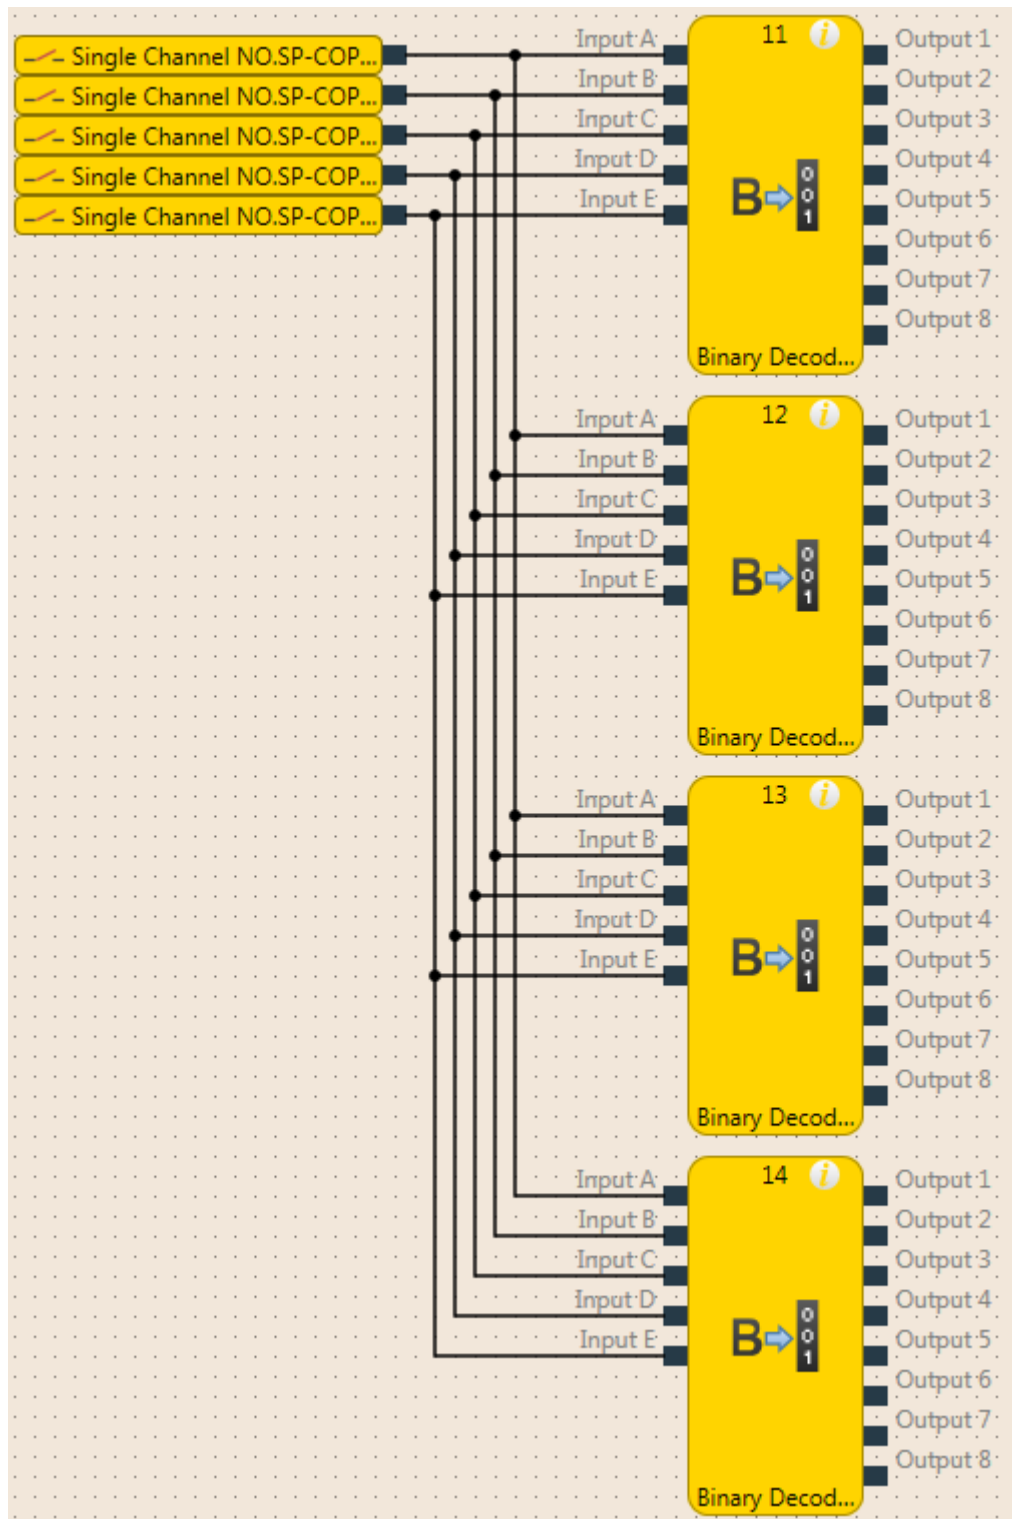 Single Channel NO.SP-COP...
Single Channel NO.SP-COP...
Single Channel NO.SP-COP...
Single Channel NO.SP-COP...
Single Channel NO.SP-COP...
11
i
Input A
Input B
Input C
Input D
Input E
B
0
0
1
Binary Decod...
Output 1
Output 2
Output 3
Output 4
Output 5
Output 6
Output 7
Output 8
12
i
Input A
Input B
Input C
Input D
Input E
B
0
0
1
Binary Decod...
Output 1
Output 2
Output 3
Output 4
Output 5
Output 6
Output 7
Output 8
13
i
Input A
Input B
Input C
Input D
Input E
B
0
0
1
Binary Decod...
Output 1
Output 2
Output 3
Output 4
Output 5
Output 6
Output 7
Output 8
14
i
Input A
Input B
Input C
Input D
Input E
B
0
0
1
Binary Decod...
Output 1
Output 2
Output 3
Output 4
Output 5
Output 6
Output 7
Output 8